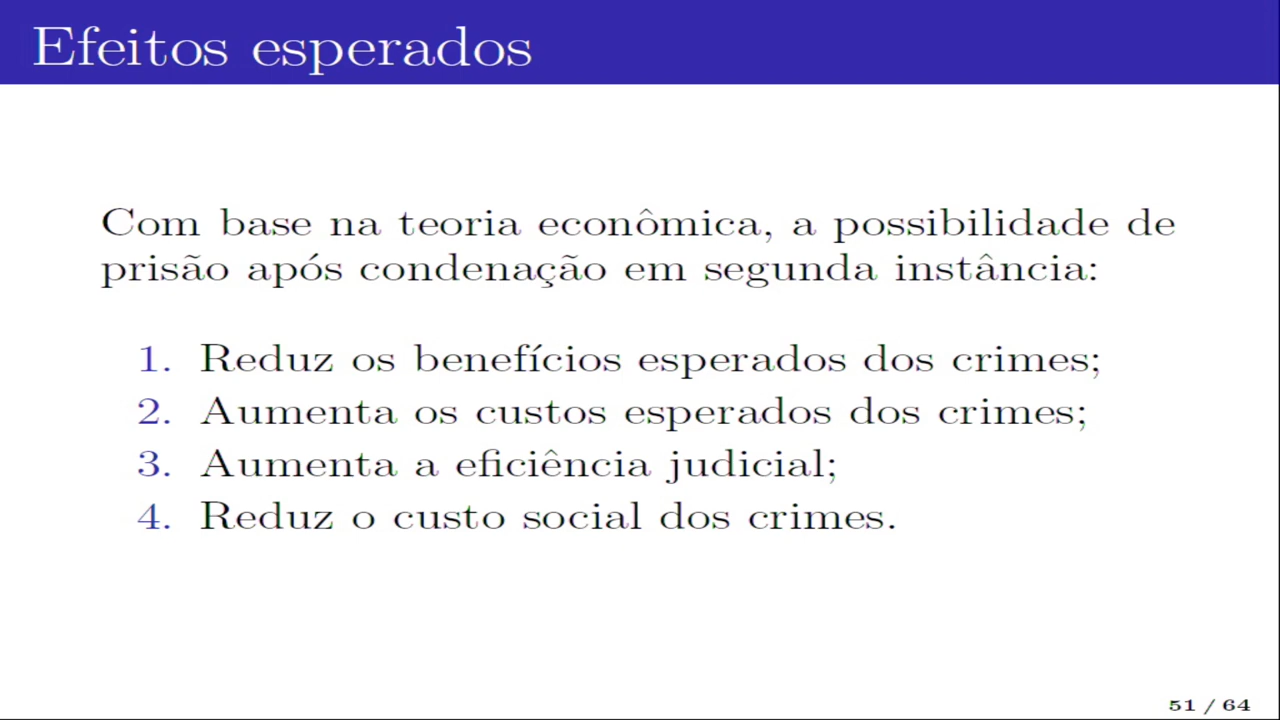 Efeitos esperados
Com base na teoria econômica, a possibilidade de
prisão após condenação em segunda instância:
1. Reduz os benefícios esperados dos crimes;
2. Aumenta os custos esperados dos crimes;
3. Aumenta a eficiência judicial;
4. Reduz o custo social dos crimes.
51 / 64